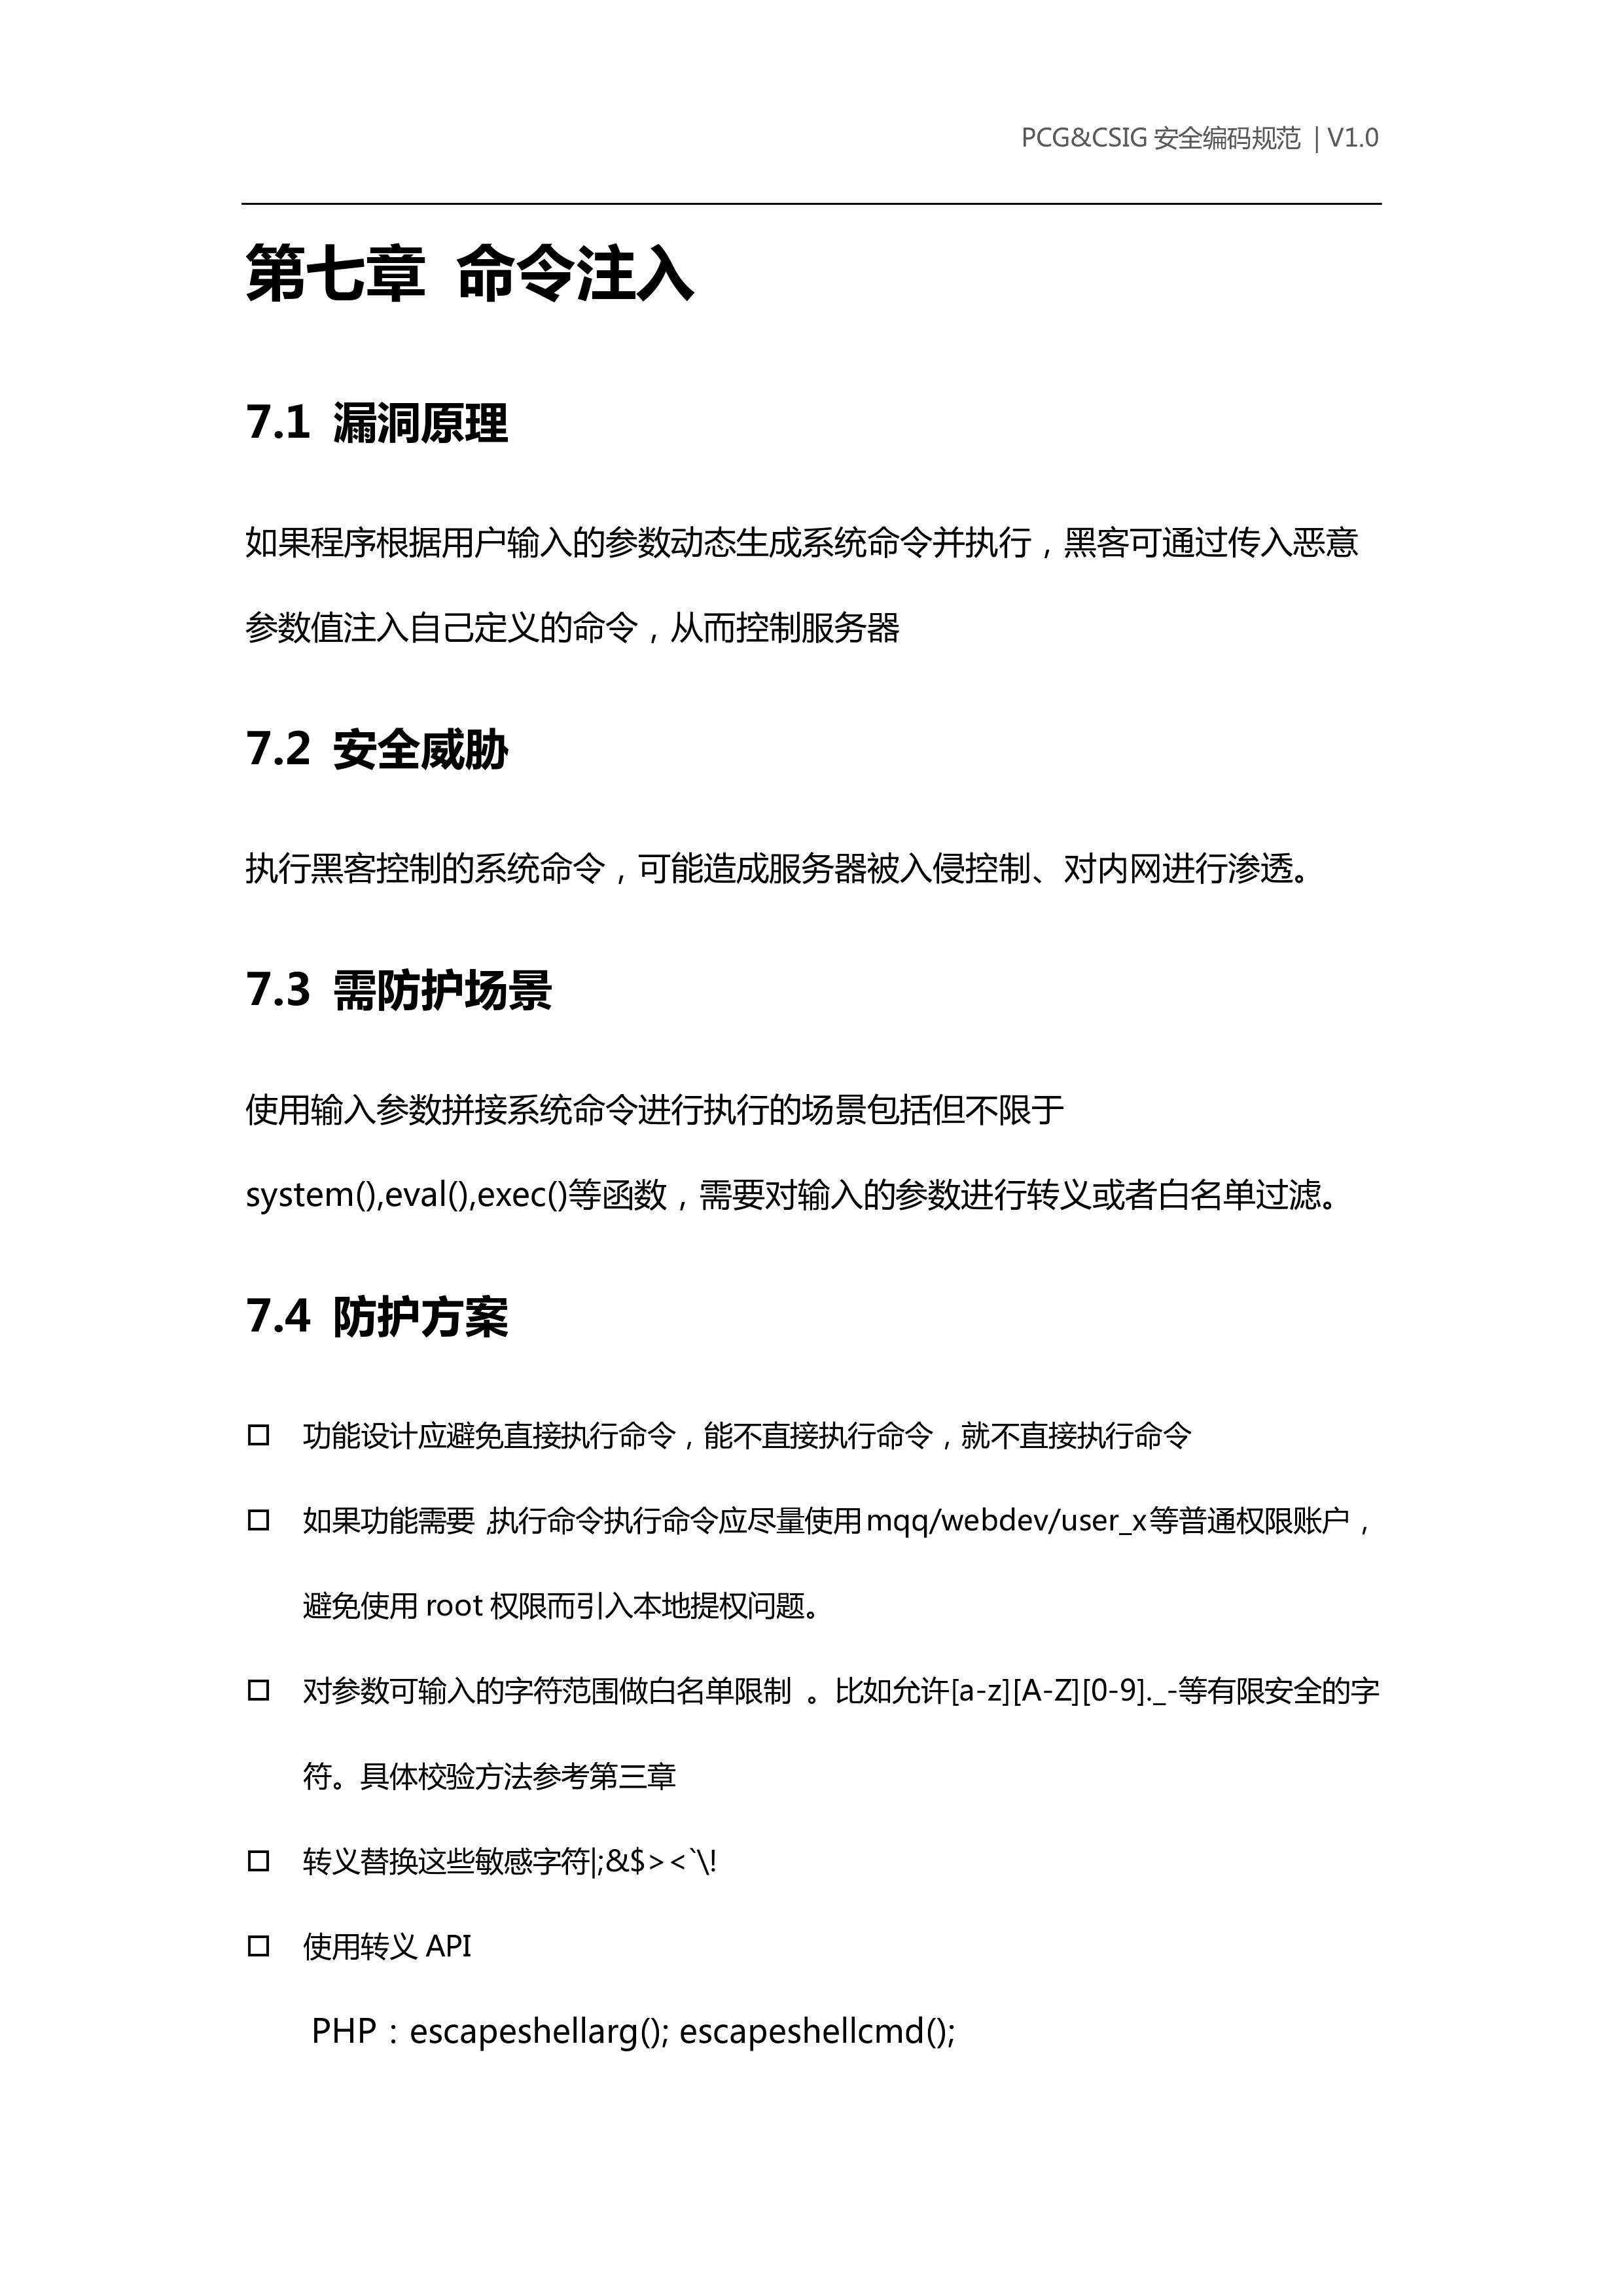 PCG&CSIG 安全编码规范 | V1.0
第七章 命令注入
7.1 漏洞原理
如果程序根据用户输入的参数动态生成系统命令并执行，黑客可通过传入恶意
参数值注入自己定义的命令，从而控制服务器
7.2 安全威胁
执行黑客控制的系统命令，可能造成服务器被入侵控制、对内网进行渗透。
7.3 需防护场景
使用输入参数拼接系统命令进行执行的场景包括但不限于
system(),eval(),exec()等函数，需要对输入的参数进行转义或者白名单过滤。
7.4 防护方案
□ 功能设计应避免直接执行命令，能不直接执行命令，就不直接执行命令
□ 如果功能需要，执行命令执行命令应尽量使用 mqq/webdev/user_x 等普通权限账户，
避免使用 root 权限而引入本地提权问题。
□ 对参数可输入的字符范围做白名单限制 。比如允许[a-z][A-Z][0-9]._-等有限安全的字
符。具体校验方法参考第三章
□ 转义替换这些敏感字符|;&$><`\!
□ 使用转义 API
PHP：escapeshellarg(); escapeshellcmd();